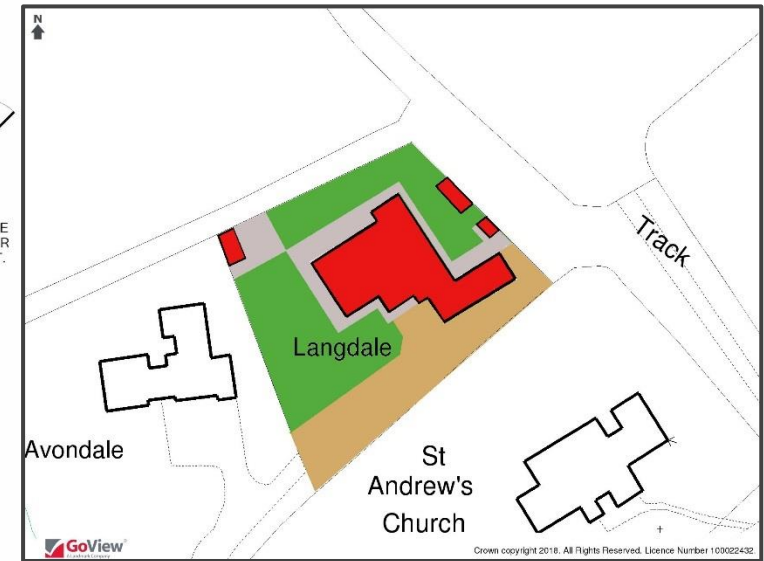 N
E
R
T.
Track
Langdale
Avondale
St
Andrew's
Church
GoView
Crown copyright 2018. All Rights Reserved. Licence Number 100022432